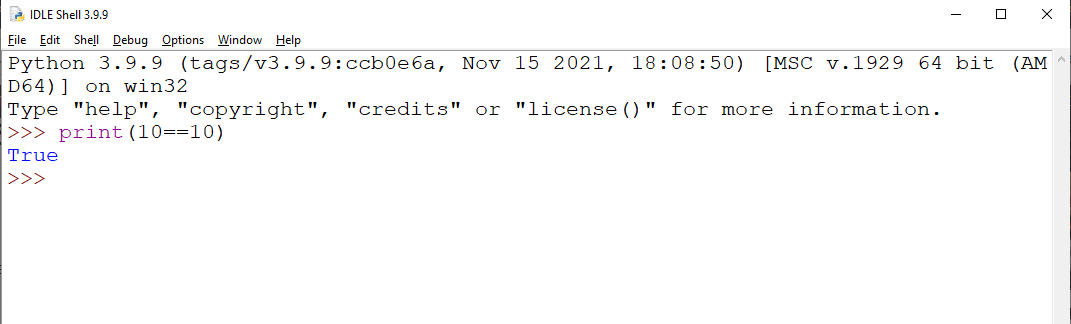 IDLE Shell 3.9.9
File Edit Shell Debug Options Window Help
Python 3.9.9 (tags/v3.9.9:ccb0e6a, Nov 15 2021, 18:08:50) [MSC v.1929 64 bit (AM
D64)] on win32
Type "help", "copyright", "credits" or "license()" for more information.
>>> print(10==10)
True
>>>